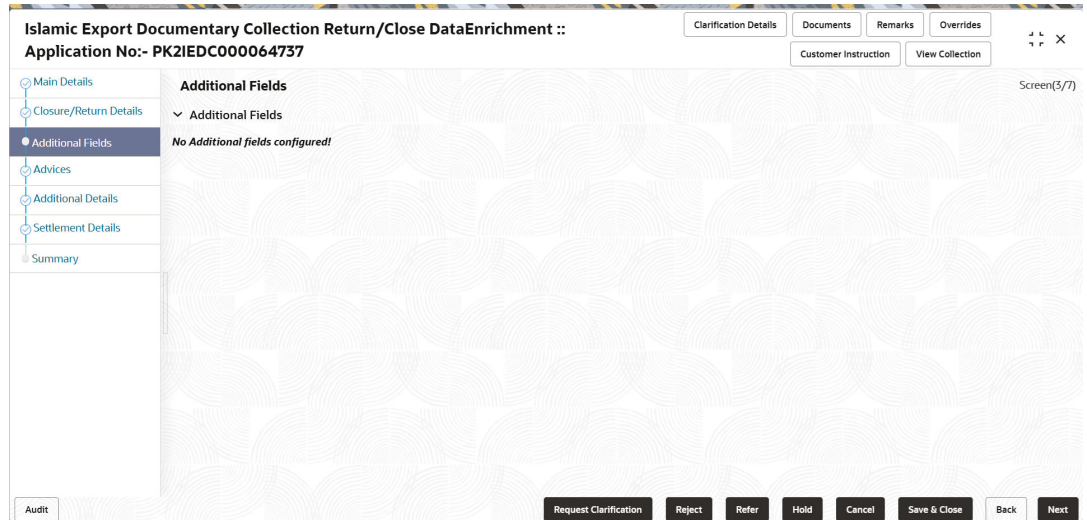 Islamic Export Documentary Collection Return/Close DataEnrichment ::
Application No:- PK2IEDC000064737
Clarification Details
Documents
Remarks
Overrides
Customer Instruction
View Collection
Main Details
Closure/Return Details
Additional Fields
Advices
Additional Details
Settlement Details
Summary
Additional Fields
Screen(3/7)
Additional Fields
No Additional fields configured!
Audit
Request Clarification
Reject
Refer
Hold
Cancel
Save & Close
Back
Next